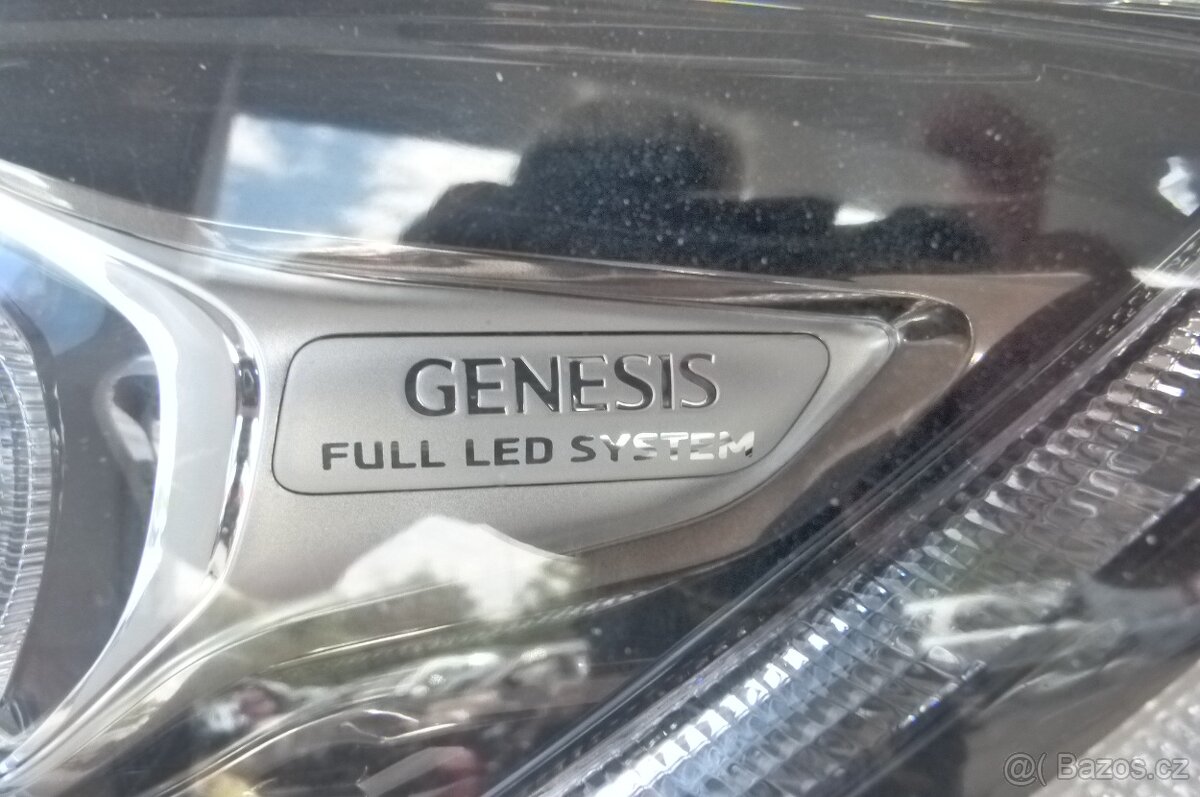 GENESIS
FULL LED SYSTEM
@( Bazos.cz